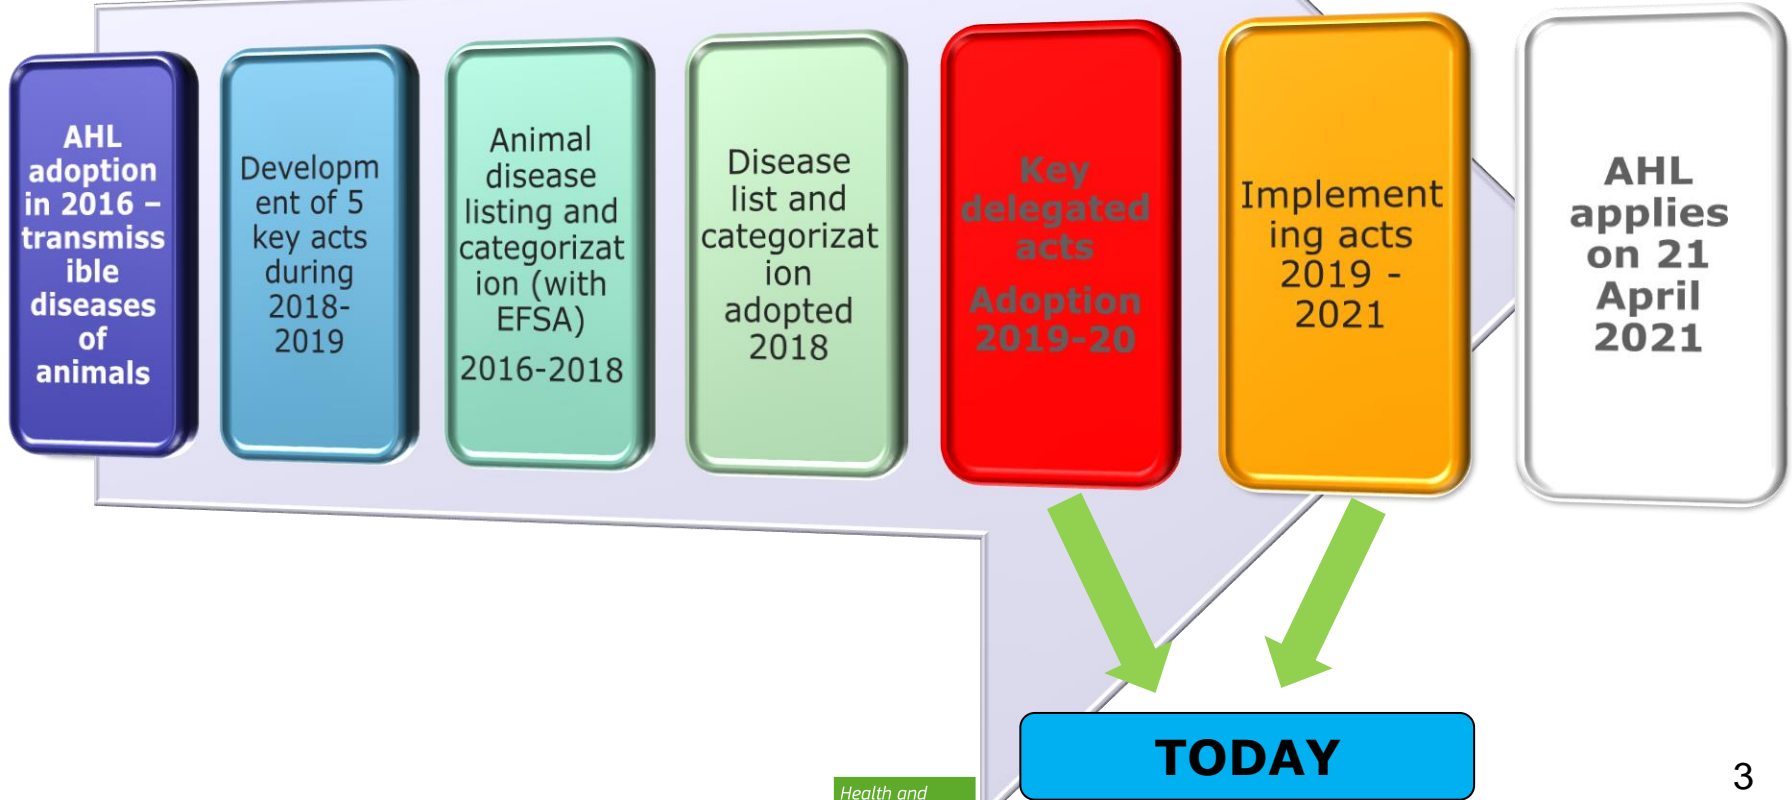 AHL
adoption
in 2016 –
transmiss
ible
diseases
of
animals
Developm
ent of 5
key acts
during
2018-
2019
Animal
disease
listing and
categorizat
ion (with
EFSA)
2016-2018
Disease
list and
categorizat
ion
adopted
2018
Key
delegated
acts
Adoption
2019-20
Implement
ing acts
2019 -
2021
AHL
applies
on 21
April
2021
TODAY
Health and
3